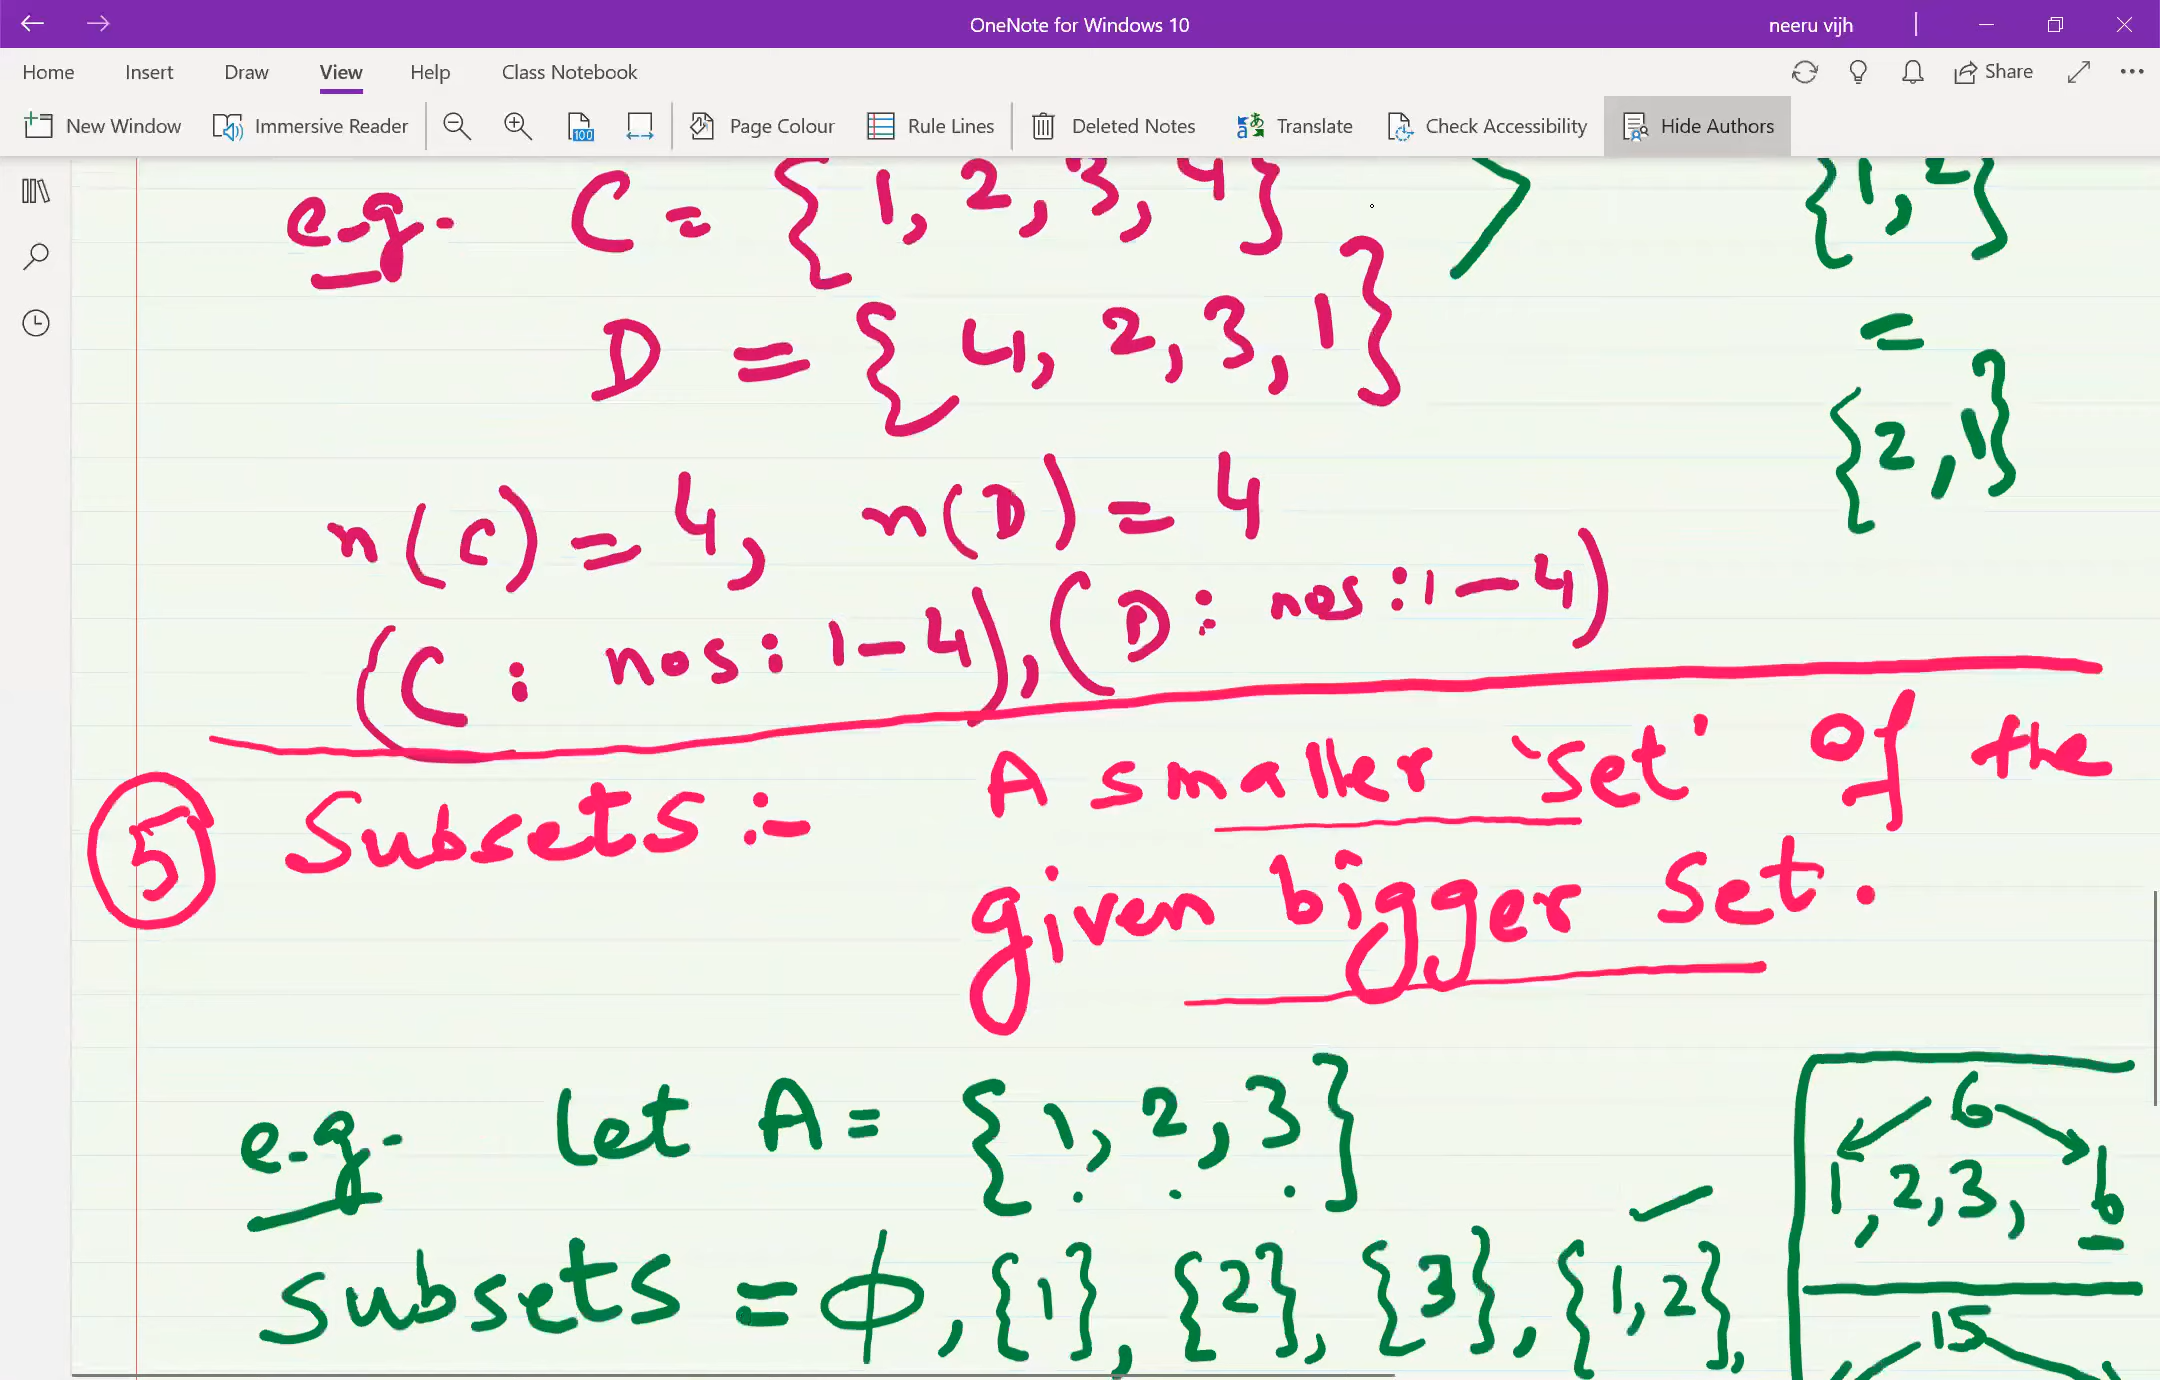 OneNote for Windows 10
neeru vijh
Home Insert Draw View Help Class Notebook Share
New Window Immersive Reader 100 Page Colour Rule Lines Deleted Notes Translate Check Accessibility Hide Authors
e.g. C = {1, 2, 3, 4}
D = {4, 2, 3, 1}
{1, 2}
=
{2, 1}
n(C) = 4, n(D) = 4
(C : nos: 1-4), (D: nos: 1-4)
5 Subsets :- A smaller 'set' of the
given bigger set.
e.g. let A = {1, 2, 3}
subsets = ϕ, {1}, {2}, {3}, {1, 2},
6
1, 2, 3, 6
15